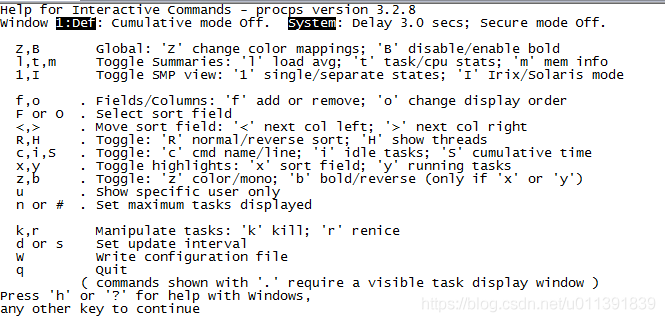 Help for Interactive Commands - procps version 3.2.8
Window 1:Def: Cumulative mode Off.  System: Delay 3.0 secs; Secure mode Off.
Z,B       Global: 'Z' change color mappings; 'B' disable/enable bold
l,t,m     Toggle Summaries: 'l' load avg; 't' task/cpu stats; 'm' mem info
1,I       Toggle SMP view: '1' single/separate states; 'I' Irix/Solaris mode
f,o     . Fields/Columns: 'f' add or remove; 'o' change display order
F or O  . Select sort field
<,>     . Move sort field: '<' next col left; '>' next col right
R,H     . Toggle: 'R' normal/reverse sort; 'H' show threads
c,i,S   . Toggle: 'c' cmd name/line; 'i' idle tasks; 'S' cumulative time
x,y     . Toggle highlights: 'x' sort field; 'y' running tasks
z,b     . Toggle: 'z' color/mono; 'b' bold/reverse (only if 'x' or 'y')
u       . Show specific user only
n or #  . Set maximum tasks displayed
k,r       Manipulate tasks: 'k' kill; 'r' renice
d or s    Set update interval
W         Write configuration file
q         Quit
( commands shown with '.' require a visible task display window )
Press 'h' or '?' for help with Windows,
any other key to continue
https://blog.csdn.net/u011391839